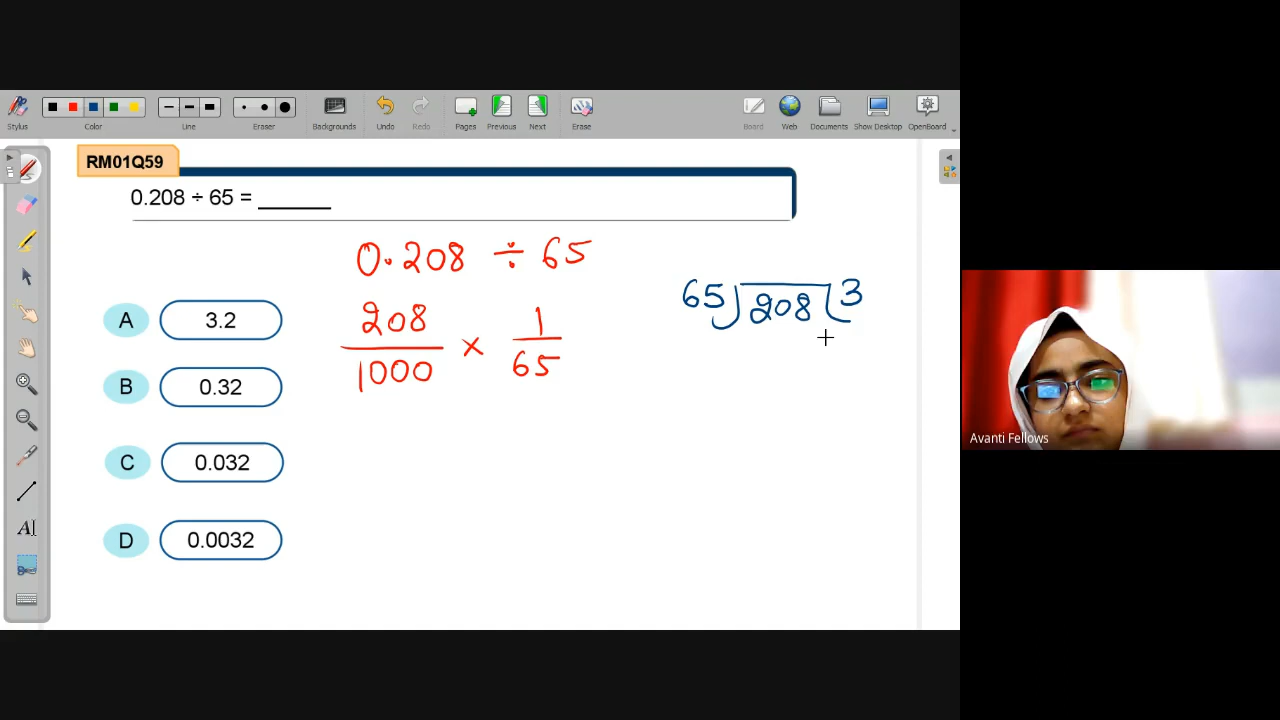 Stylus
Color
Line
Eraser
Backgrounds
Undo
Redo
Pages
Previous
Next
Erase
Board
Web
Documents
Show Desktop
OpenBoard
RM01Q59
0.208 ÷ 65 = ______
0.208 ÷ 65
A 3.2
208/1000 × 1/65
65)208(3
B 0.32
C 0.032
D 0.0032
AI
Avanti Fellows